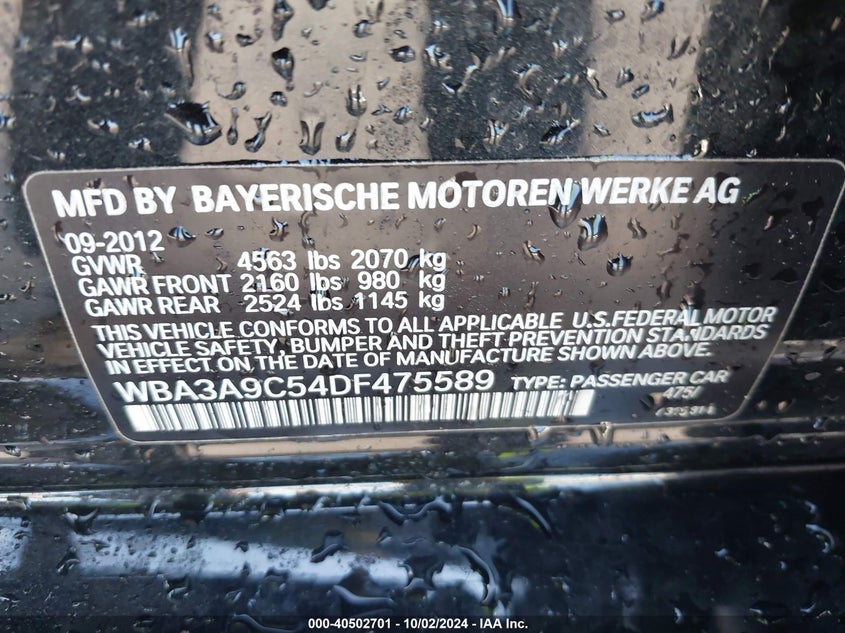 MFD BY BAYERISCHE MOTOREN WERKE AG
09-2012
GVWR 4563 lbs 2070 kg
GAWR FRONT 2160 lbs 980 kg
GAWR REAR 2524 lbs 1145 kg
THIS VEHICLE CONFORMS TO ALL APPLICABLE U.S.FEDERAL MOTOR
VEHICLE SAFETY, BUMPER AND THEFT PREVENTION STANDARDS
IN EFFECT ON THE DATE OF MANUFACTURE SHOWN ABOVE.
WBA3A9C54DF475589 TYPE: PASSENGER CAR
475/
000-40502701 - 10/02/2024 - IAA Inc.